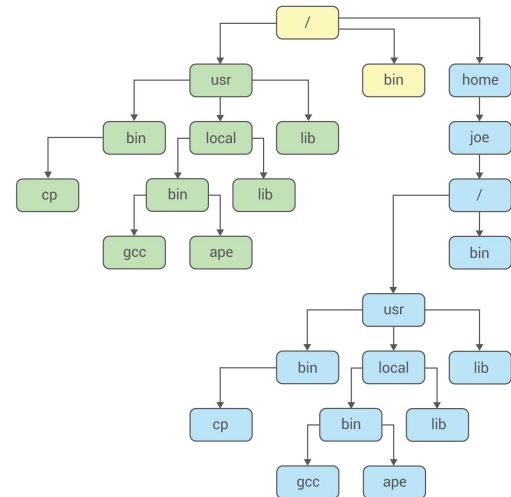 /
usr
bin
home
bin
local
lib
joe
cp
bin
lib
/
gcc
ape
bin
usr
bin
local
lib
cp
bin
lib
gcc
ape